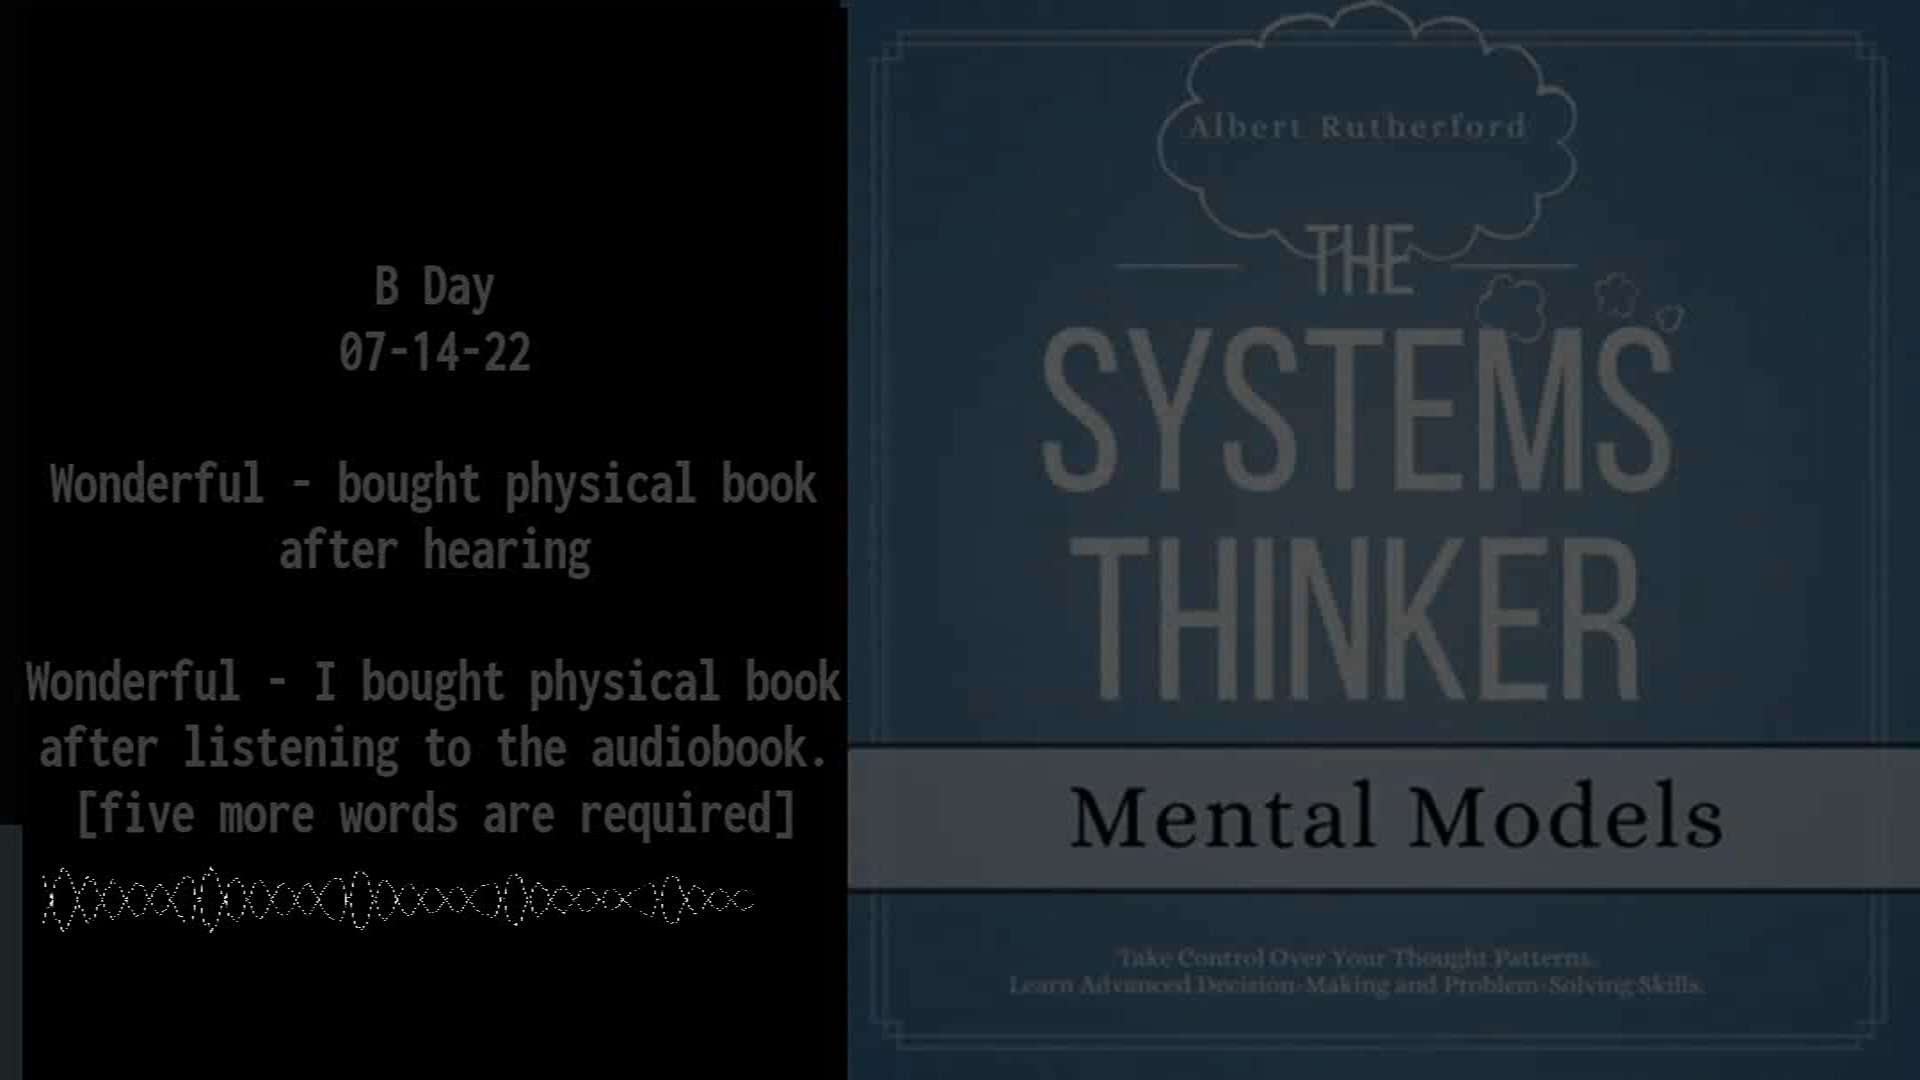 B Day
07-14-22
Wonderful - bought physical book
after hearing
Wonderful - I bought physical book
after listening to the audiobook.
[five more words are required]
Albert Rutherford
THE
SYSTEMS
THINKER
Mental Models
Take Control Over Your Thought Patterns.
Learn Advanced Decision-Making and Problem-Solving Skills.